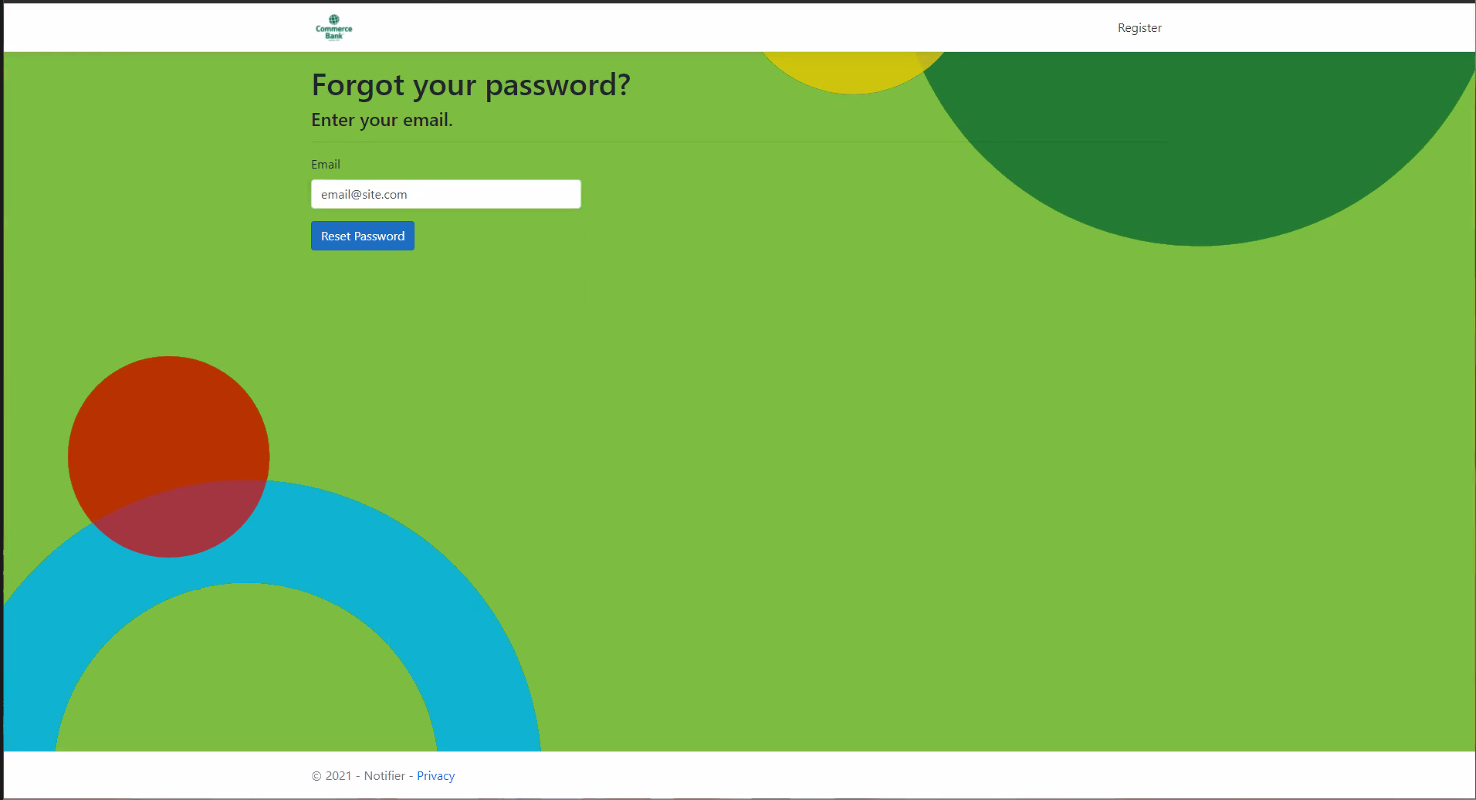 Commerce
Bank
Register
Forgot your password?
Enter your email.
Email
email@site.com
Reset Password
© 2021 - Notifier - Privacy